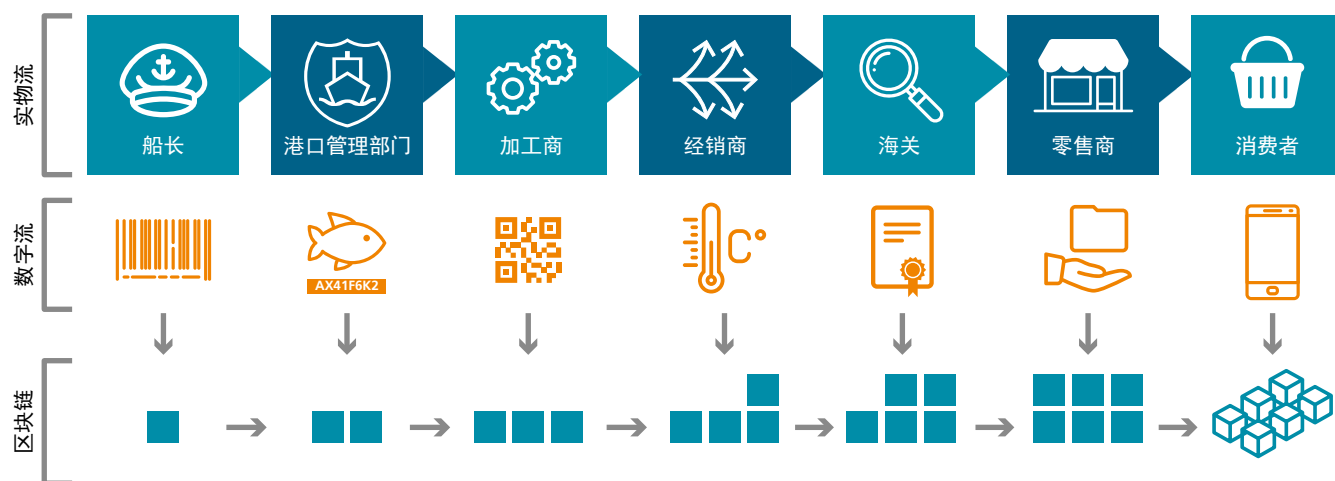 实物流
船长
港口管理部门
加工商
经销商
海关
零售商
消费者
数字流
AX41F6K2
C°
区块链